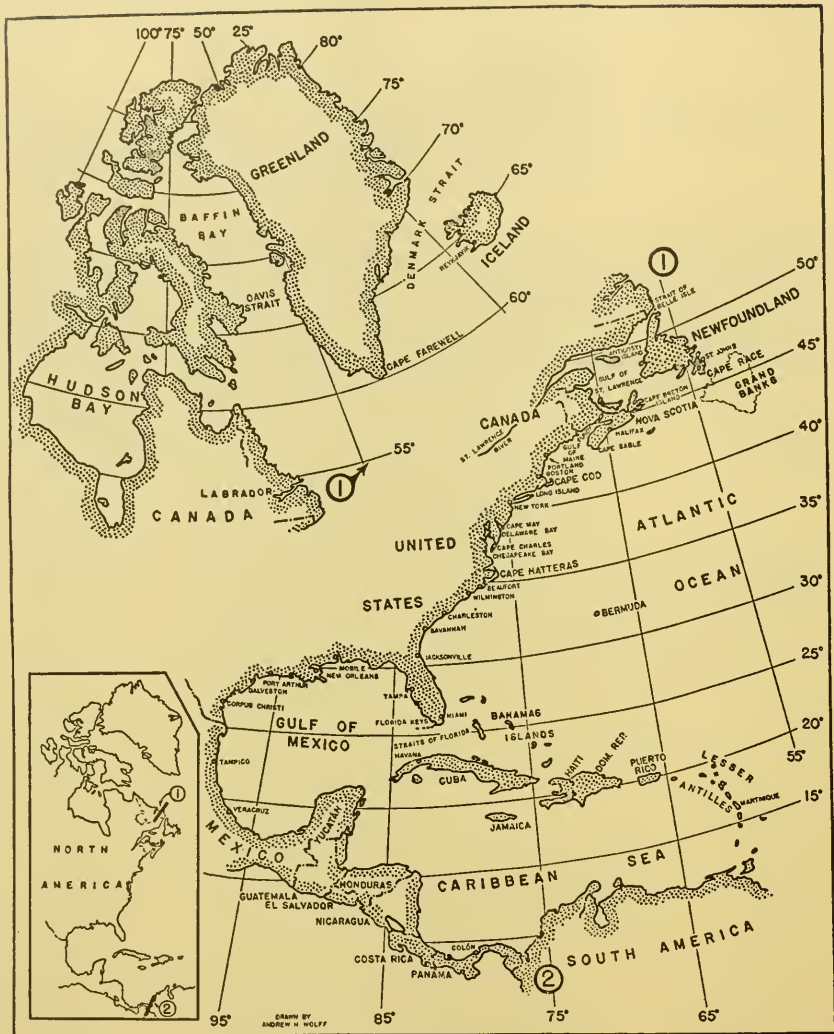 100° 75° 50° 25°
80°
75°
70°
65°
60°
55°
GREENLAND
BAFFIN
BAY
DENMARK STRAIT
REYKJAVIK
ICELAND
DAVIS
STRAIT
CAPE FAREWELL
HUDSON
BAY
LABRADOR
CANADA
1
1
50°
45°
40°
35°
30°
25°
20°
15°
STRAIT OF
BELLE ISLE
NEWFOUNDLAND
ANTICOSTI
ISLAND
ST. JOHNS
CAPE RACE
GRAND
BANKS
GULF OF
ST. LAWRENCE
CAPE BRETON
ISLAND
NOVA SCOTIA
HALIFAX
CAPE SABLE
CANADA
ST. LAWRENCE
RIVER
GULF
OF
MAINE
PORTLAND
BOSTON
CAPE COD
LONG ISLAND
NEW YORK
ATLANTIC
OCEAN
UNITED
STATES
CAPE MAY
DELAWARE BAY
CAPE CHARLES
CHESAPEAKE BAY
CAPE HATTERAS
BEAUFORT
WILMINGTON
CHARLESTON
SAVANNAH
JACKSONVILLE
BERMUDA
MOBILE
NEW ORLEANS
PORT ARTHUR
GALVESTON
CORPUS CHRISTI
TAMPA
MIAMI
FLORIDA KEYS
GULF OF
MEXICO
STRAITS OF FLORIDA
HAVANA
BAHAMAS
ISLANDS
TAMPICO
CUBA
HAITI
DOM. REP.
PUERTO
RICO
LESSER
ANTILLES
MARTINIQUE
55°
VERACRUZ
YUCATAN
MEXICO
JAMAICA
CARIBBEAN SEA
HONDURAS
GUATEMALA
EL SALVADOR
NICARAGUA
COSTA RICA
COLÓN
PANAMA
SOUTH AMERICA
2
95° 85° 75° 65°
NORTH
AMERICA
1
2
DRAWN BY
ANDREW H WOLFF